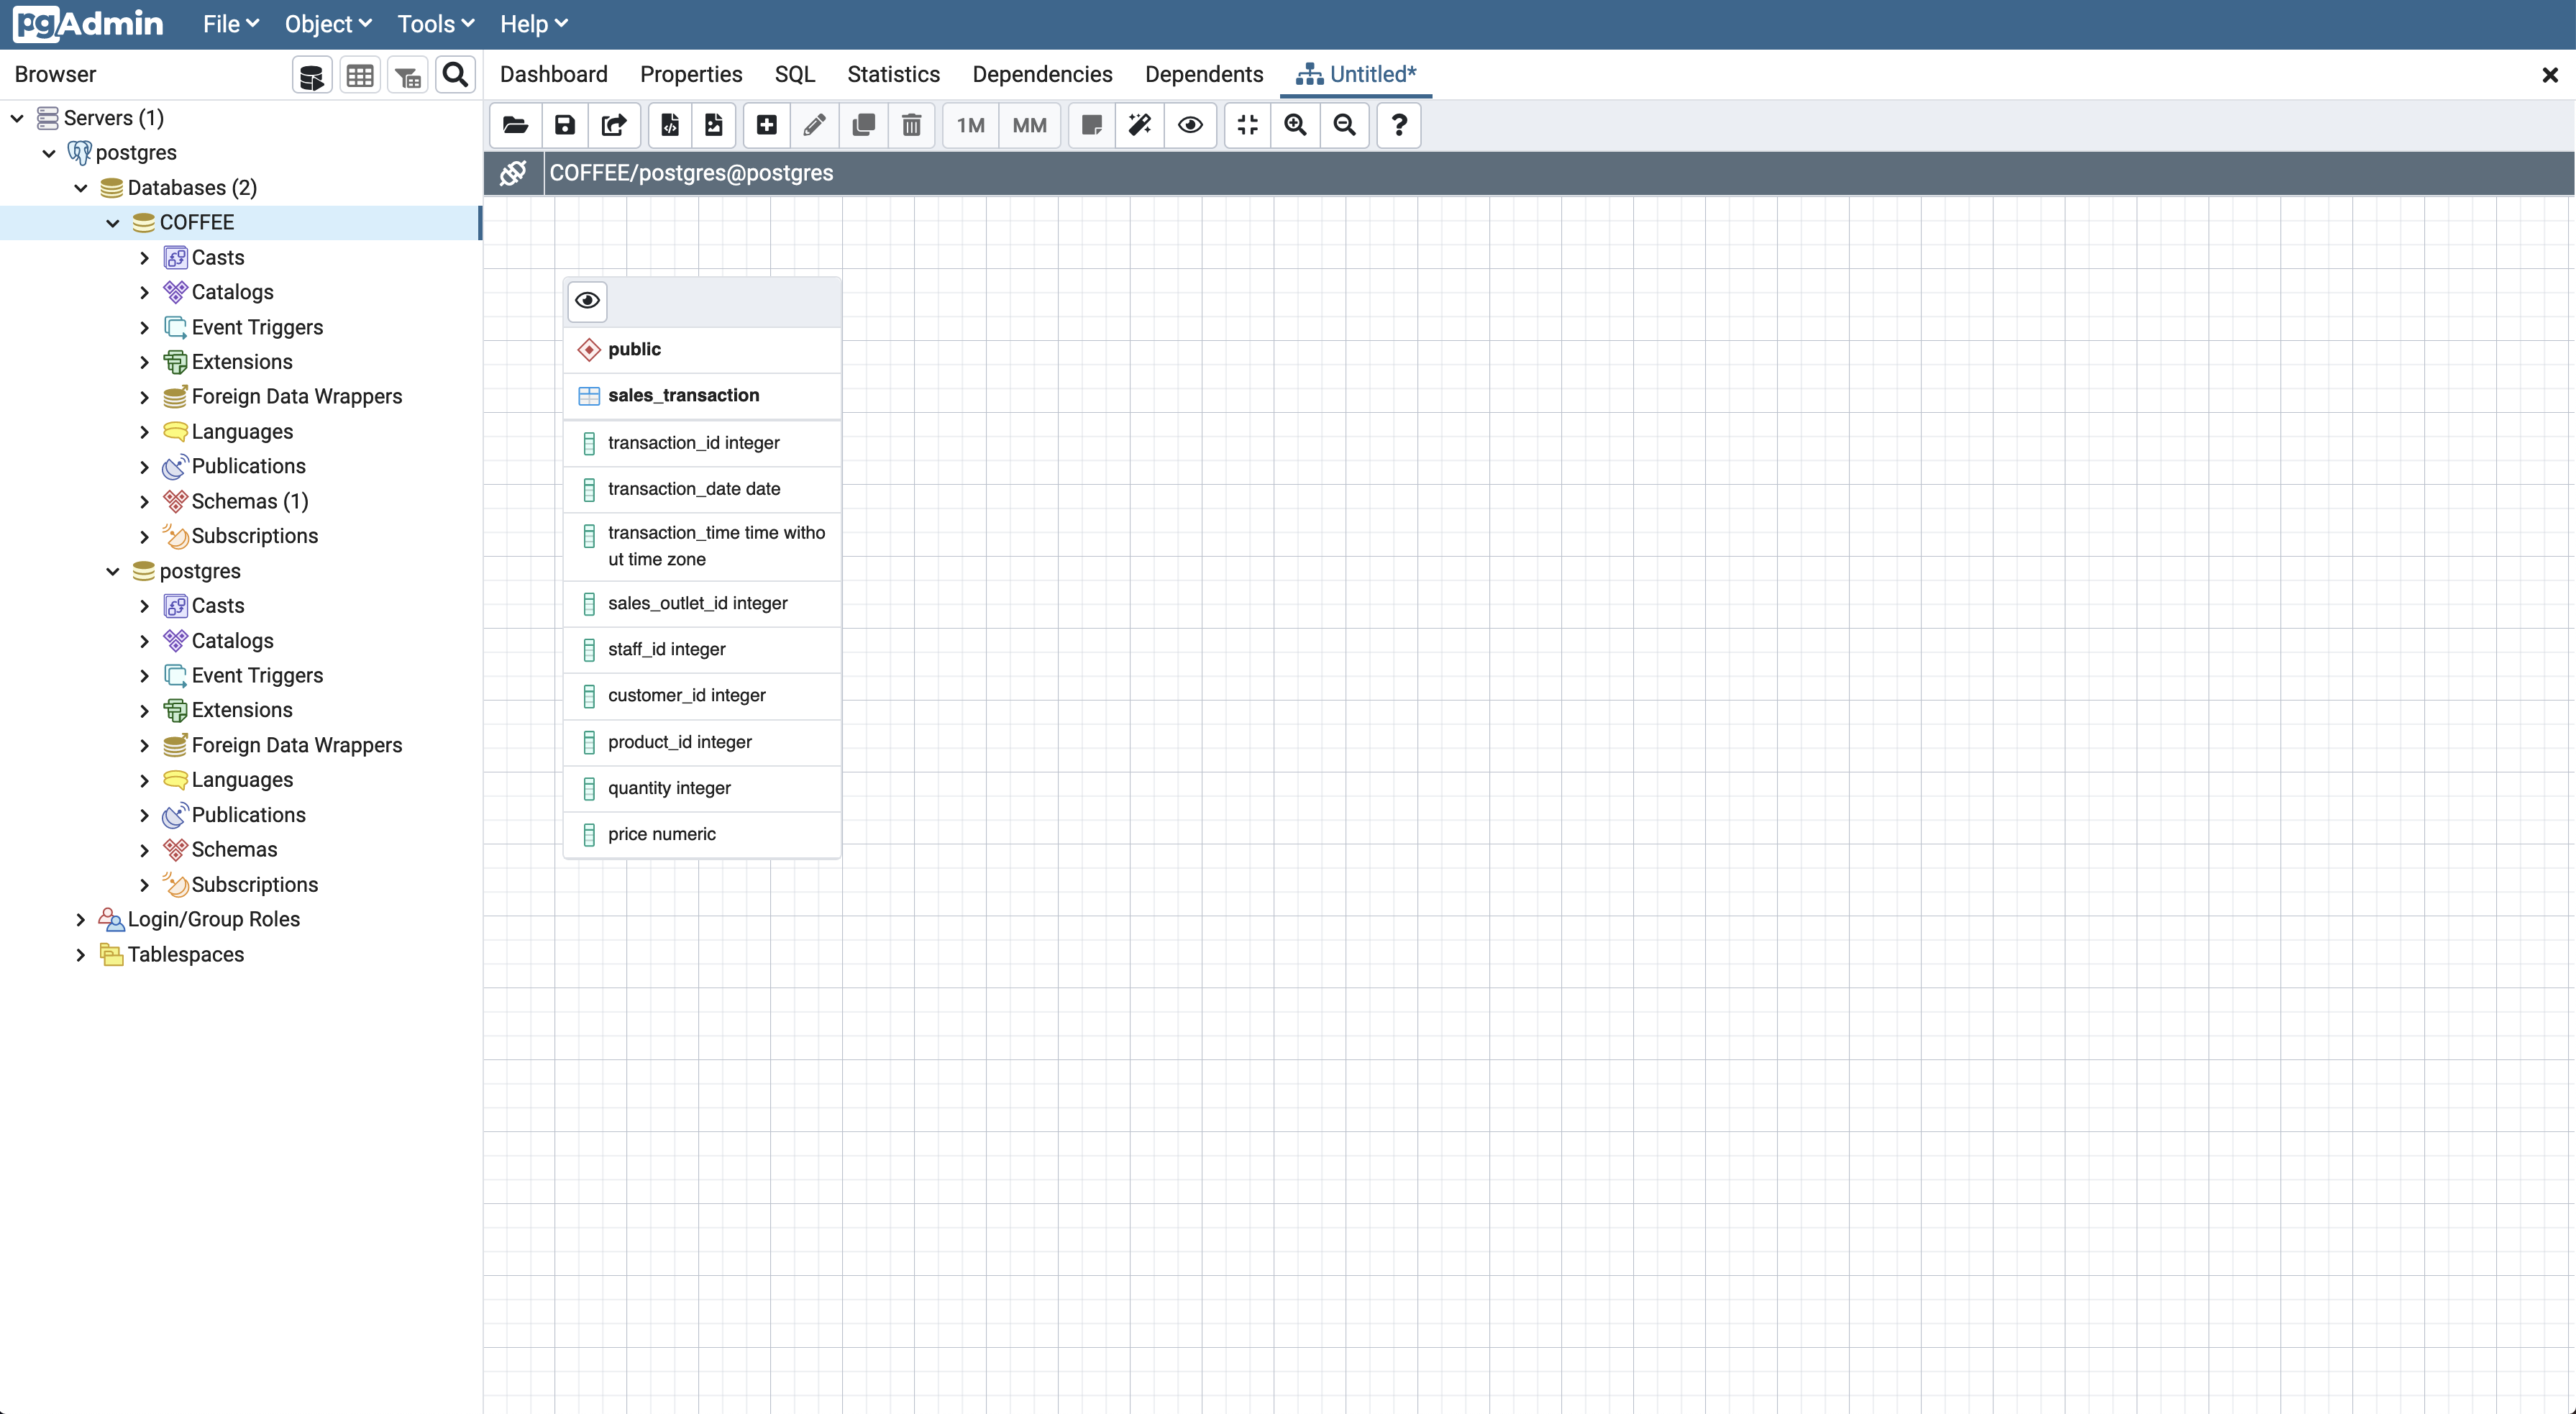 pgAdmin File Object Tools Help
Browser
Dashboard Properties SQL Statistics Dependencies Dependents Untitled*
1M MM ?
COFFEE/postgres@postgres
Servers (1)
postgres
Databases (2)
COFFEE
Casts
Catalogs
Event Triggers
Extensions
Foreign Data Wrappers
Languages
Publications
Schemas (1)
Subscriptions
postgres
Casts
Catalogs
Event Triggers
Extensions
Foreign Data Wrappers
Languages
Publications
Schemas
Subscriptions
Login/Group Roles
Tablespaces
public
sales_transaction
transaction_id integer
transaction_date date
transaction_time time witho
ut time zone
sales_outlet_id integer
staff_id integer
customer_id integer
product_id integer
quantity integer
price numeric